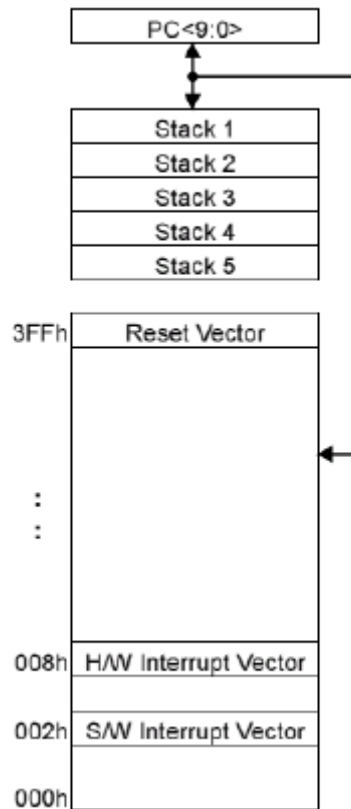 PC<9:0>
Stack 1
Stack 2
Stack 3
Stack 4
Stack 5
3FFh Reset Vector
:
:
008h H/W Interrupt Vector
002h S/W Interrupt Vector
000h